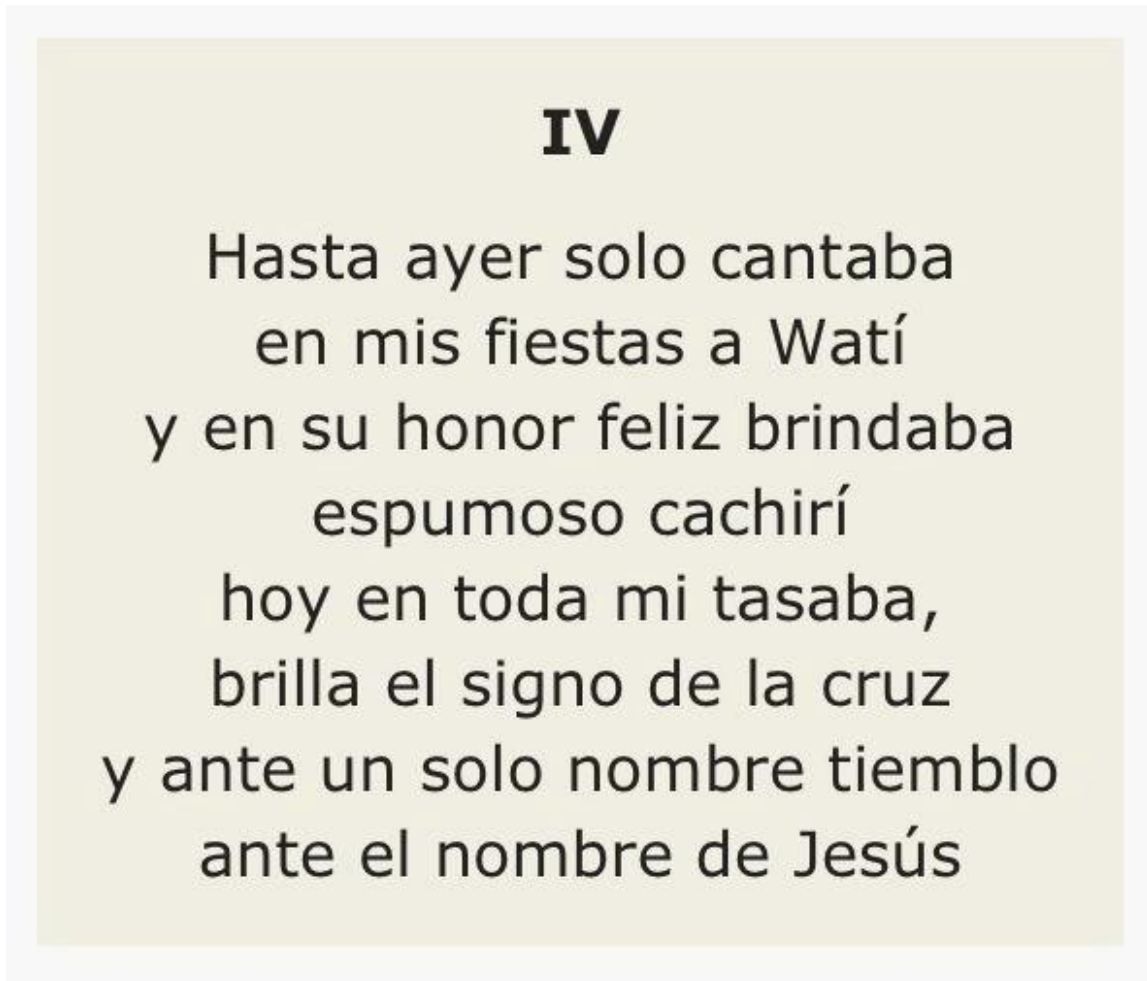 IV
Hasta ayer solo cantaba
en mis fiestas a Watí
y en su honor feliz brindaba
espumoso cachirí
hoy en toda mi tasaba,
brilla el signo de la cruz
y ante un solo nombre tiemblo
ante el nombre de Jesús